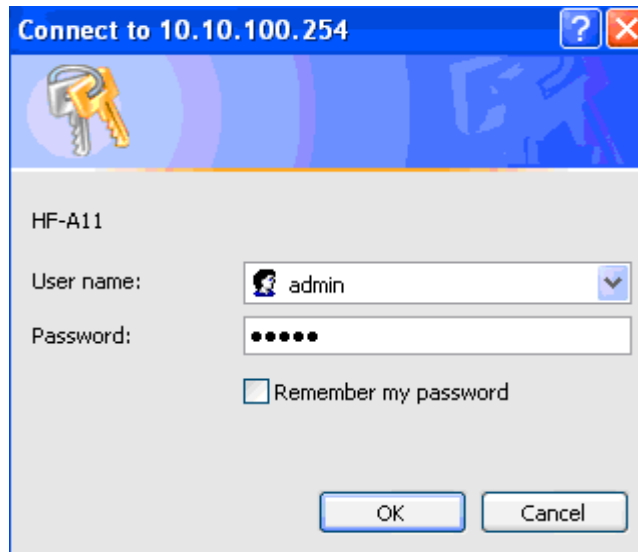 Connect to 10.10.100.254
HF-A11
User name:
admin
Password:
•••••
Remember my password
OK
Cancel